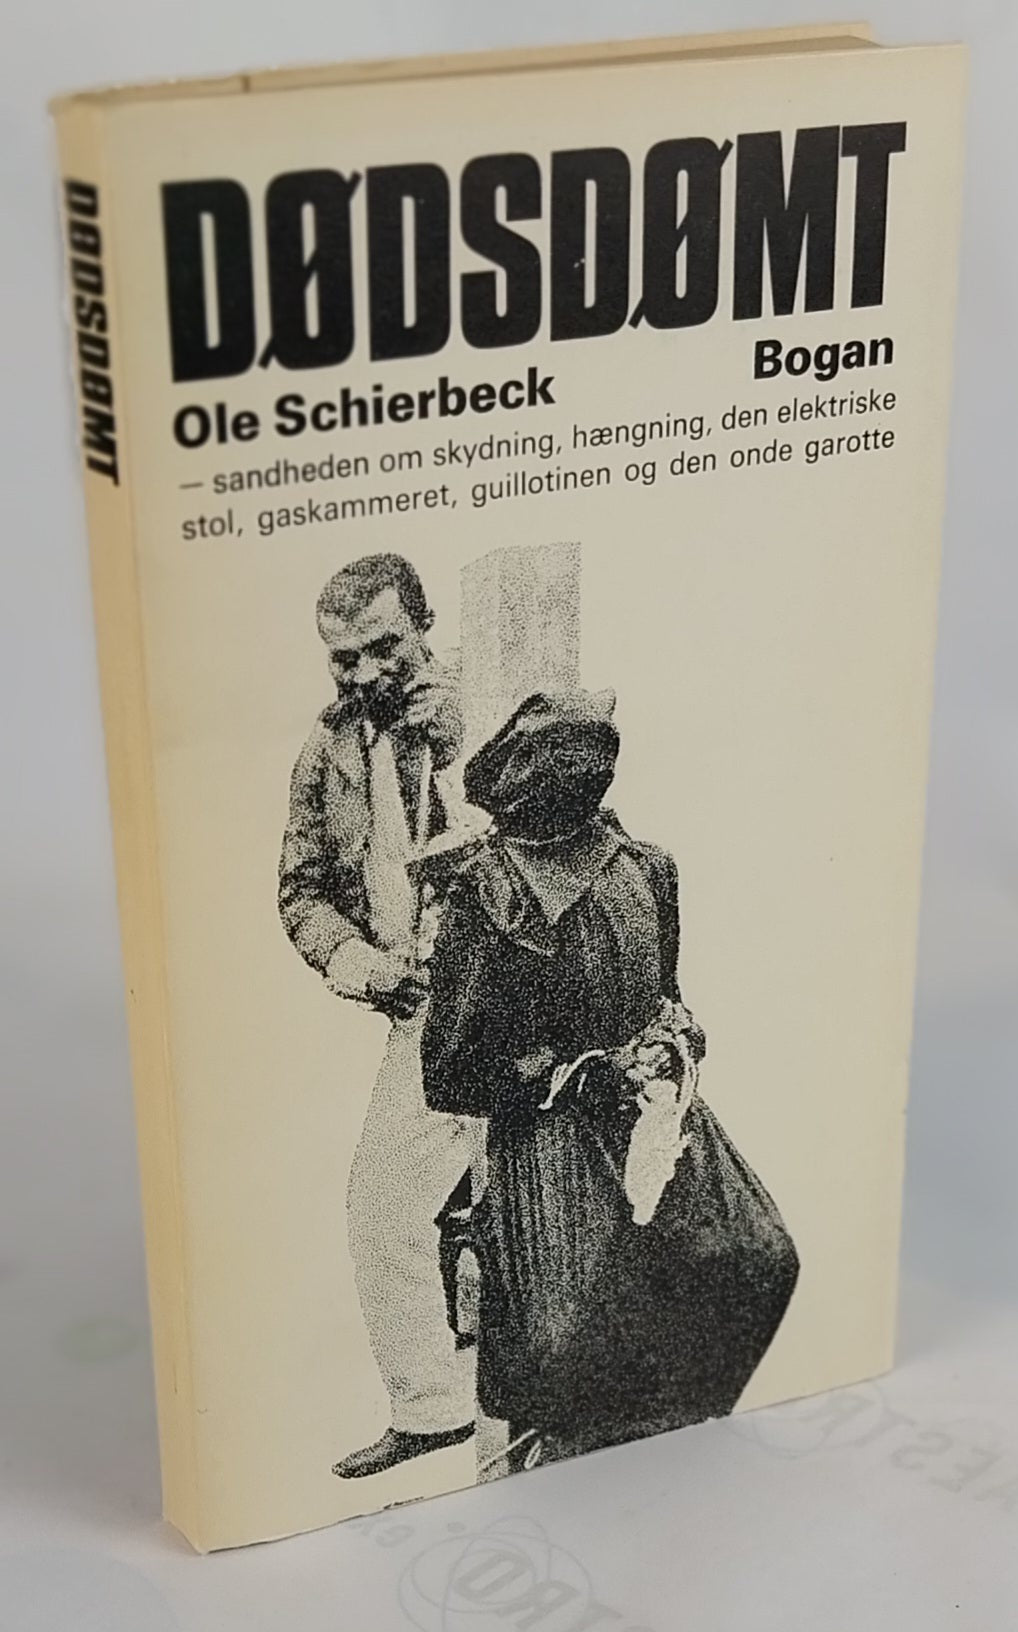 DØDSDØMT
DØDSDØMT
Ole Schierbeck
Bogan
– sandheden om skydning, hængning, den elektriske
stol, gaskammeret, guillotinen og den onde garotte